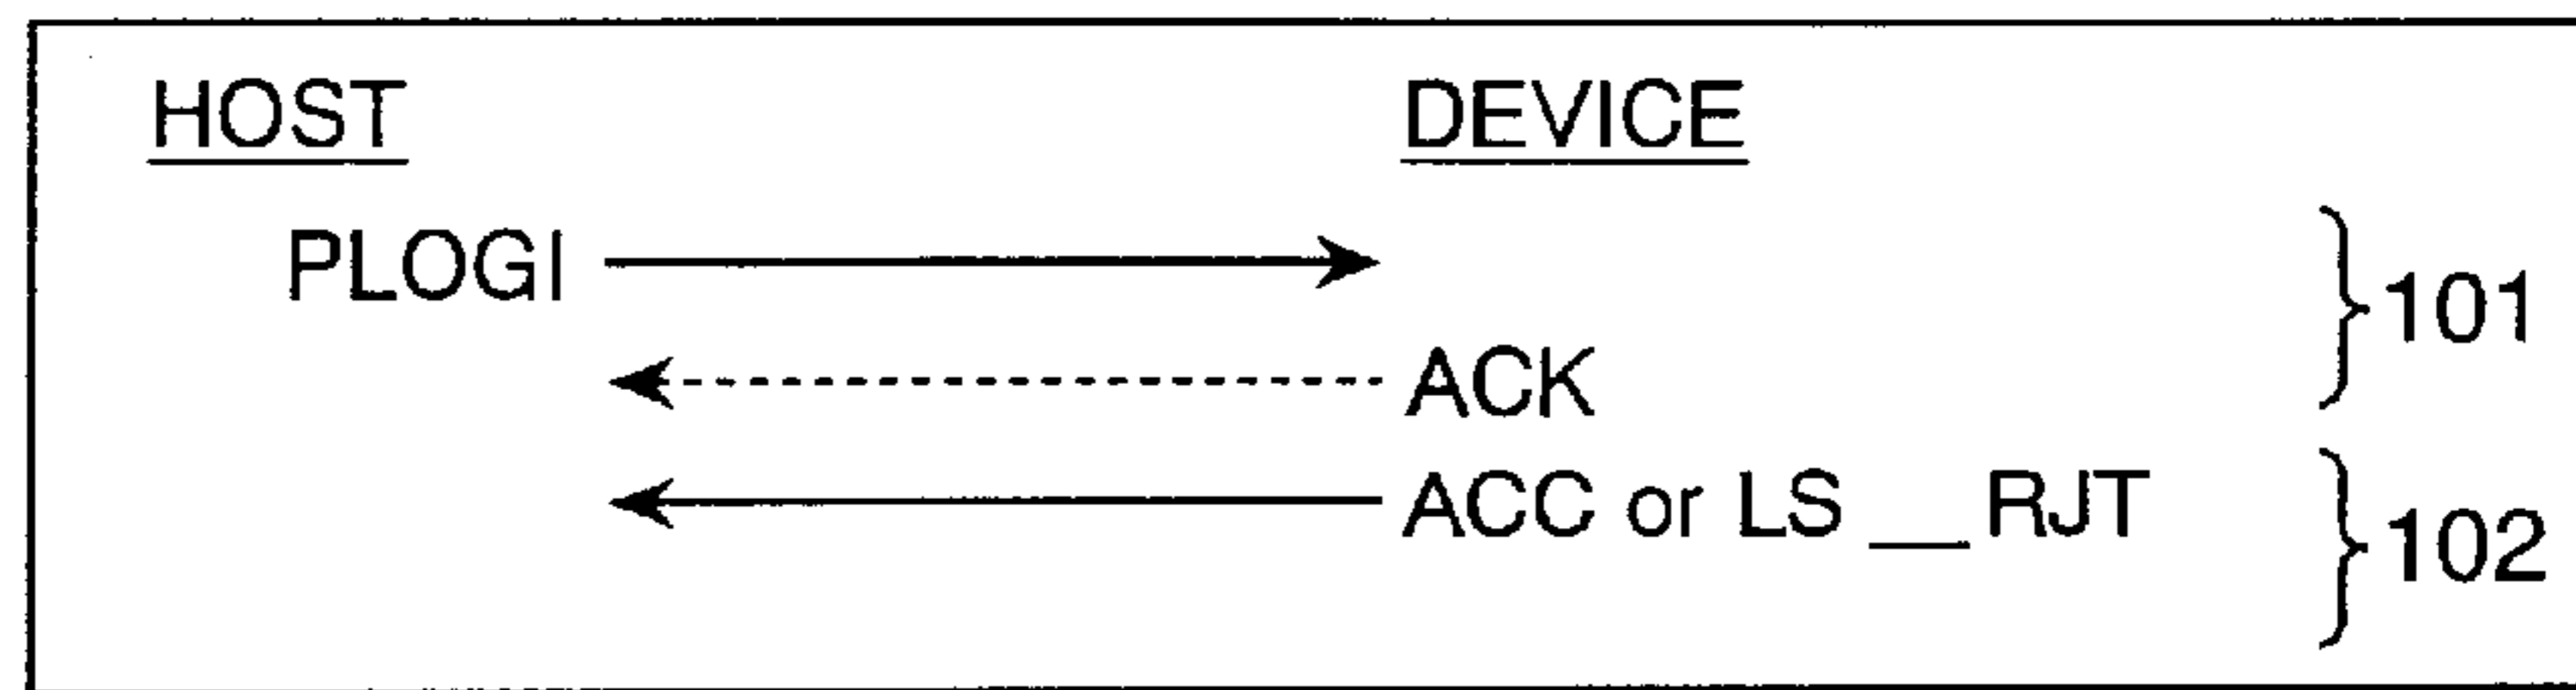 HOST DEVICE
PLOGI
101
ACK
ACC or LS __ RJT
102